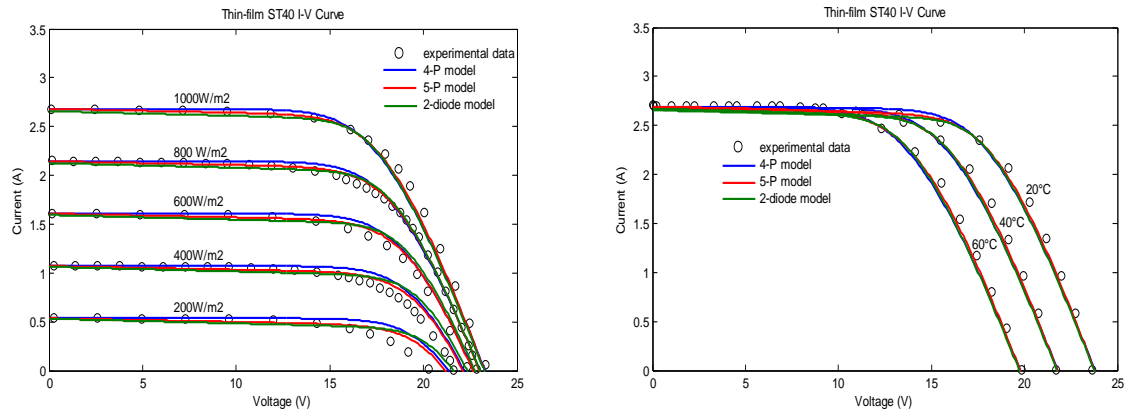 Thin-film ST40 I-V Curve
3.5
3
2.5
2
1.5
1
0.5
0
Current (A)
experimental data
4-P model
5-P model
2-diode model
1000W/m2
800 W/m2
600W/m2
400W/m2
200W/m2
0 5 10 15 20 25
Voltage (V)
Thin-film ST40 I-V Curve
3.5
3
2.5
2
1.5
1
0.5
0
Current (A)
experimental data
4-P model
5-P model
2-diode model
20°C
40°C
60°C
0 5 10 15 20 25
Voltage (V)